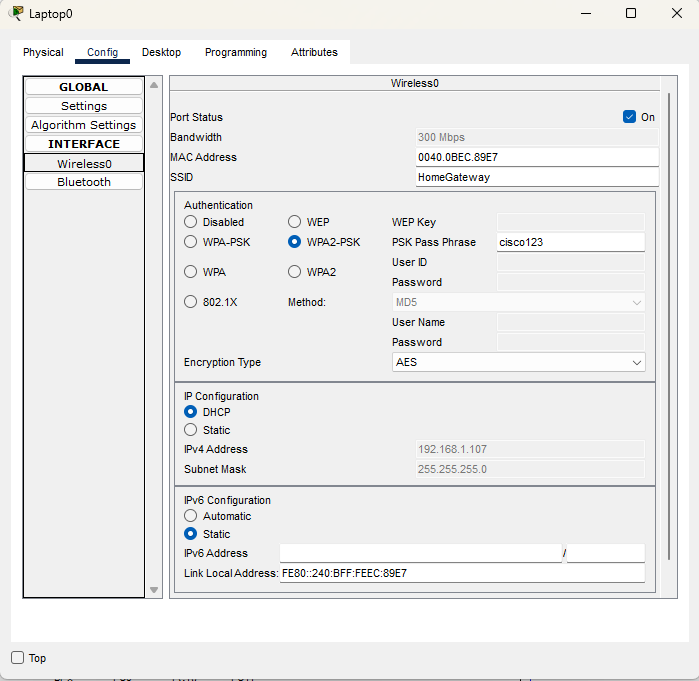 Laptop0
Physical Config Desktop Programming Attributes
GLOBAL
Settings
Algorithm Settings
INTERFACE
Wireless0
Bluetooth
Wireless0
Port Status On
Bandwidth 300 Mbps
MAC Address 0040.0BEC.89E7
SSID HomeGateway
Authentication
Disabled WEP WEP Key
WPA-PSK WPA2-PSK PSK Pass Phrase cisco123
User ID
WPA WPA2
Password
802.1X Method: MD5
User Name
Password
Encryption Type AES
IP Configuration
DHCP
Static
IPv4 Address 192.168.1.107
Subnet Mask 255.255.255.0
IPv6 Configuration
Automatic
Static
IPv6 Address /
Link Local Address: FE80::240:BFF:FEEC:89E7
Top